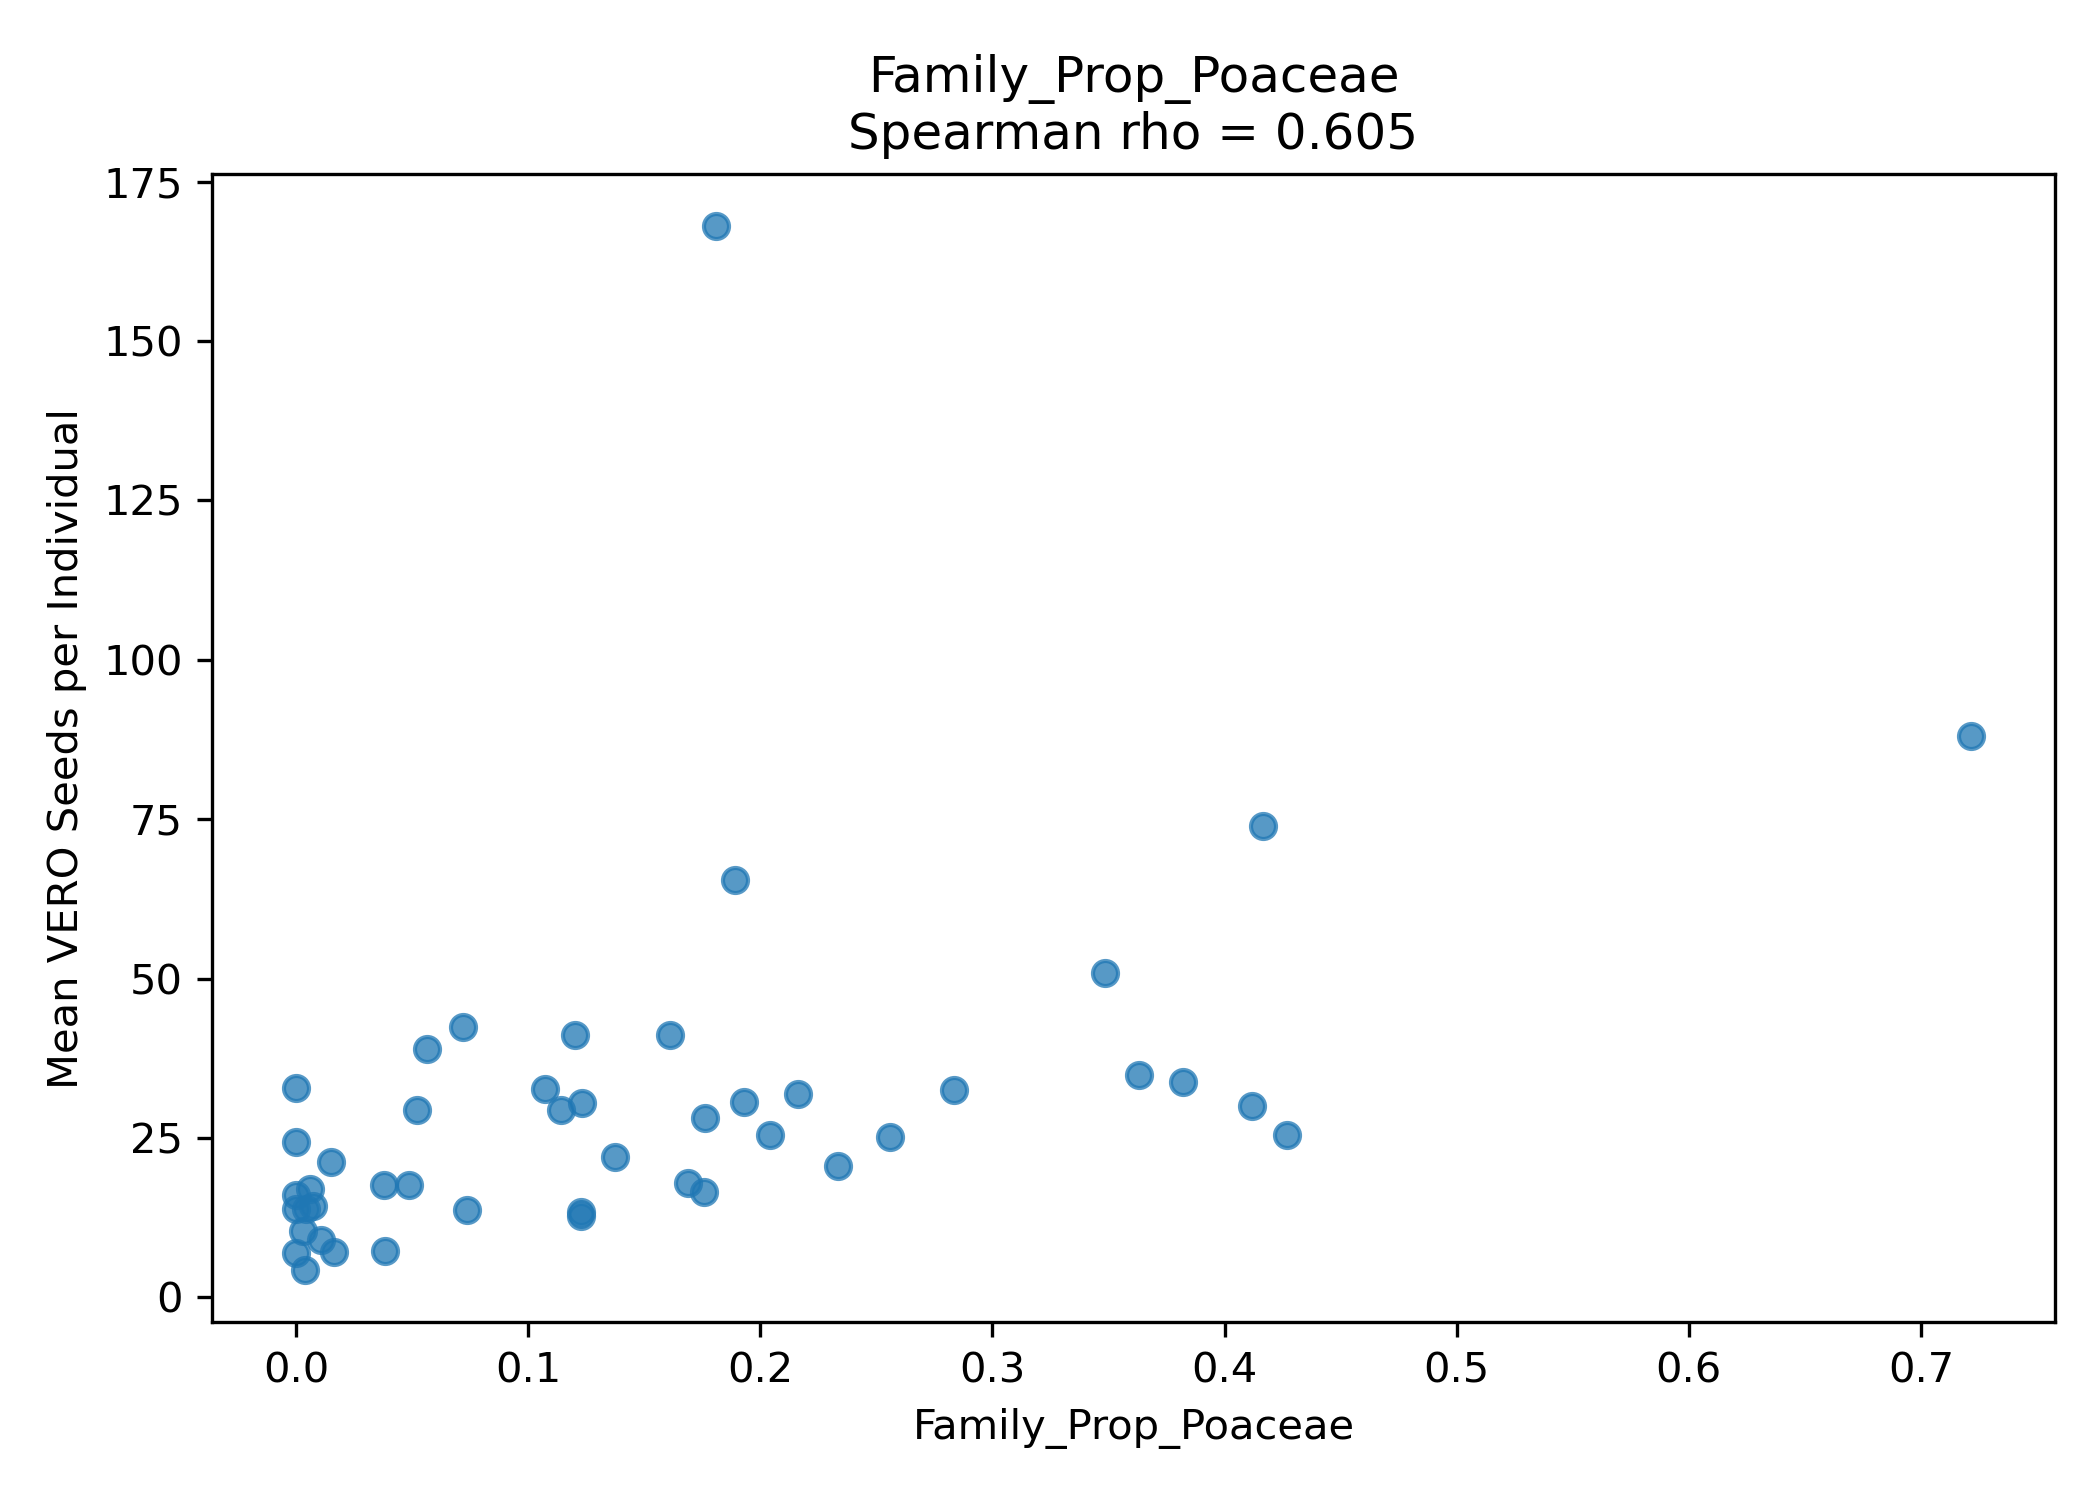 Family_Prop_Poaceae
Spearman rho = 0.605
175
150
125
100
75
50
25
0
Mean VERO Seeds per Individual
0.0 0.1 0.2 0.3 0.4 0.5 0.6 0.7
Family_Prop_Poaceae